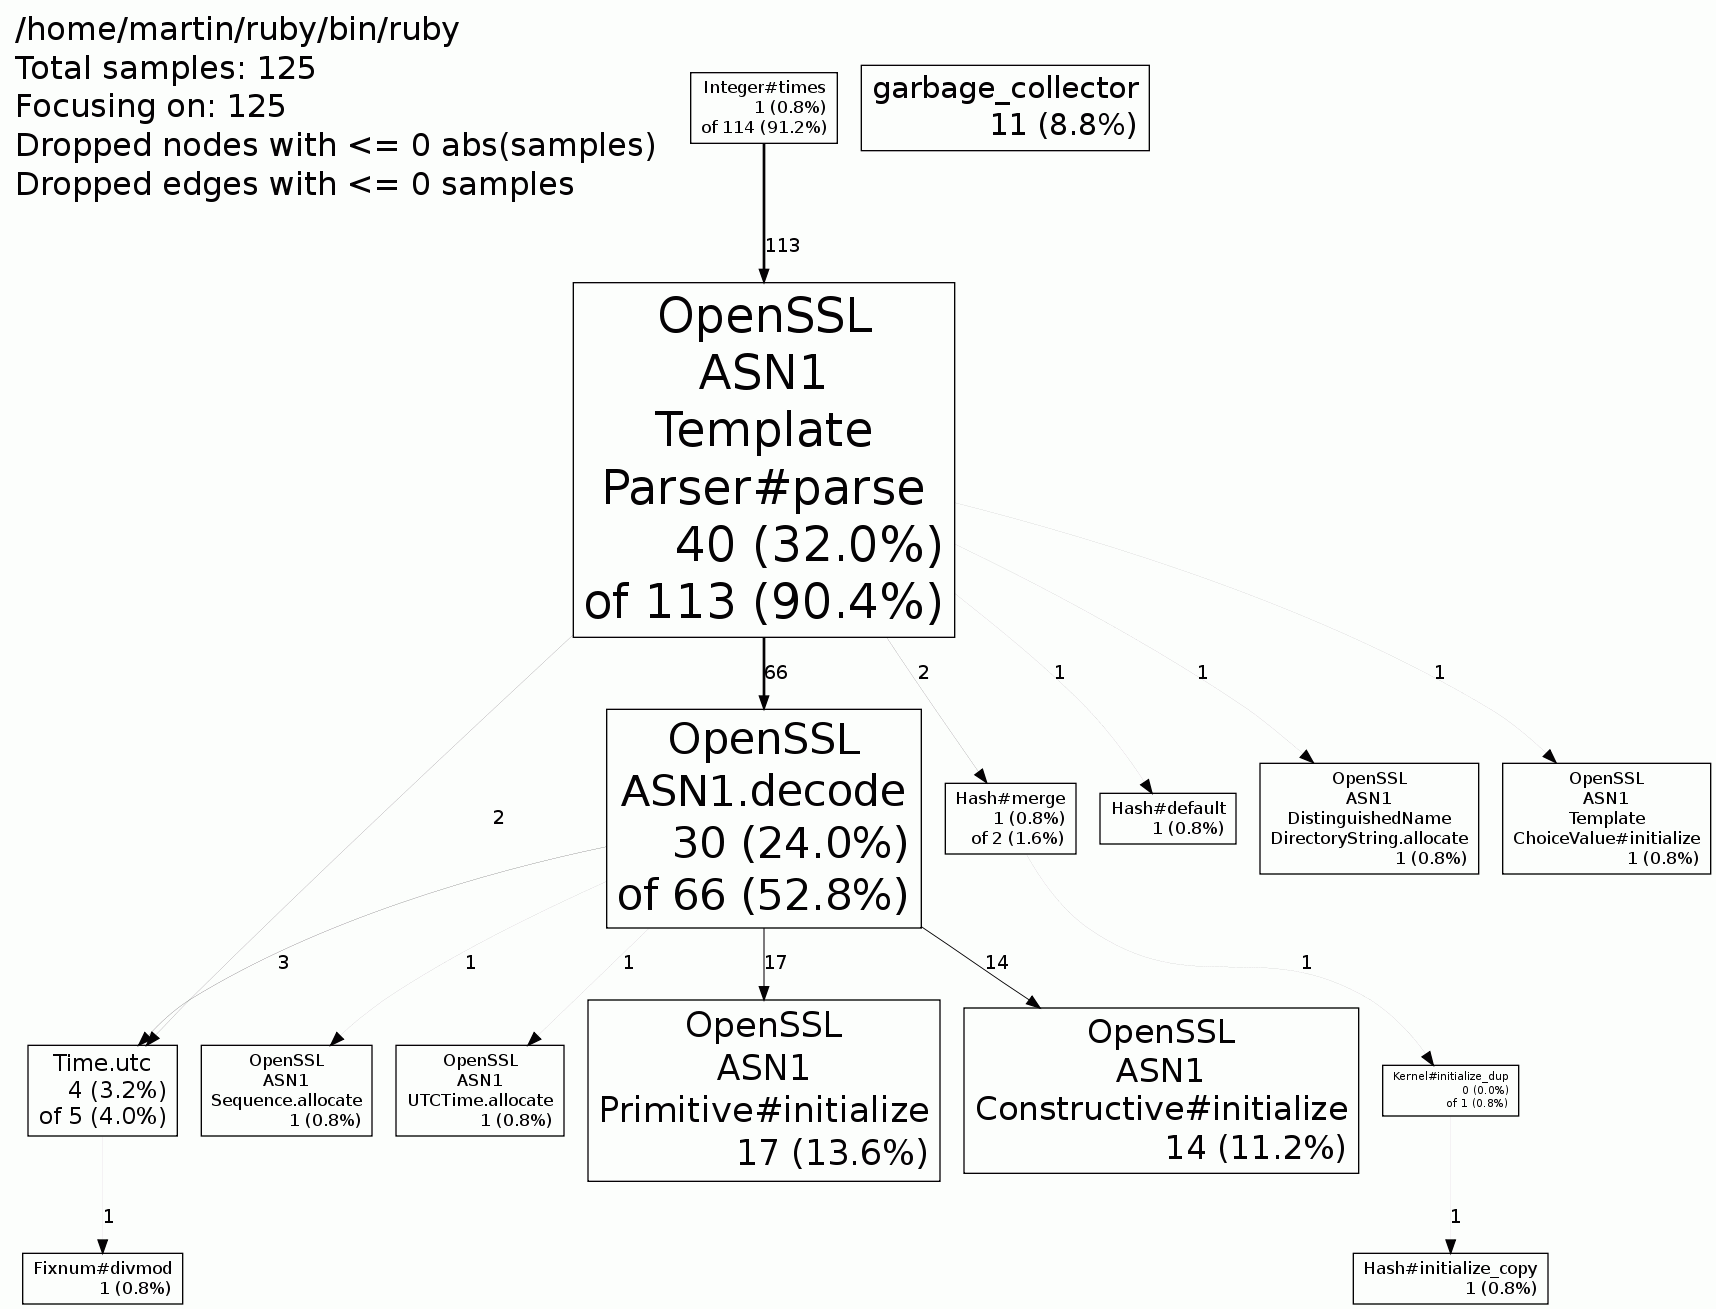 /home/martin/ruby/bin/ruby
Total samples: 125
Focusing on: 125
Dropped nodes with <= 0 abs(samples)
Dropped edges with <= 0 samples
Integer#times
1 (0.8%)
of 114 (91.2%)
garbage_collector
11 (8.8%)
113
OpenSSL
ASN1
Template
Parser#parse
40 (32.0%)
of 113 (90.4%)
66
2
1
1
1
2
OpenSSL
ASN1.decode
30 (24.0%)
of 66 (52.8%)
Hash#merge
1 (0.8%)
of 2 (1.6%)
Hash#default
1 (0.8%)
OpenSSL
ASN1
DistinguishedName
DirectoryString.allocate
1 (0.8%)
OpenSSL
ASN1
Template
ChoiceValue#initialize
1 (0.8%)
3
1
1
17
14
1
Time.utc
4 (3.2%)
of 5 (4.0%)
OpenSSL
ASN1
Sequence.allocate
1 (0.8%)
OpenSSL
ASN1
UTCTime.allocate
1 (0.8%)
OpenSSL
ASN1
Primitive#initialize
17 (13.6%)
OpenSSL
ASN1
Constructive#initialize
14 (11.2%)
Kernel#initialize_dup
0 (0.0%)
of 1 (0.8%)
1
1
Fixnum#divmod
1 (0.8%)
Hash#initialize_copy
1 (0.8%)